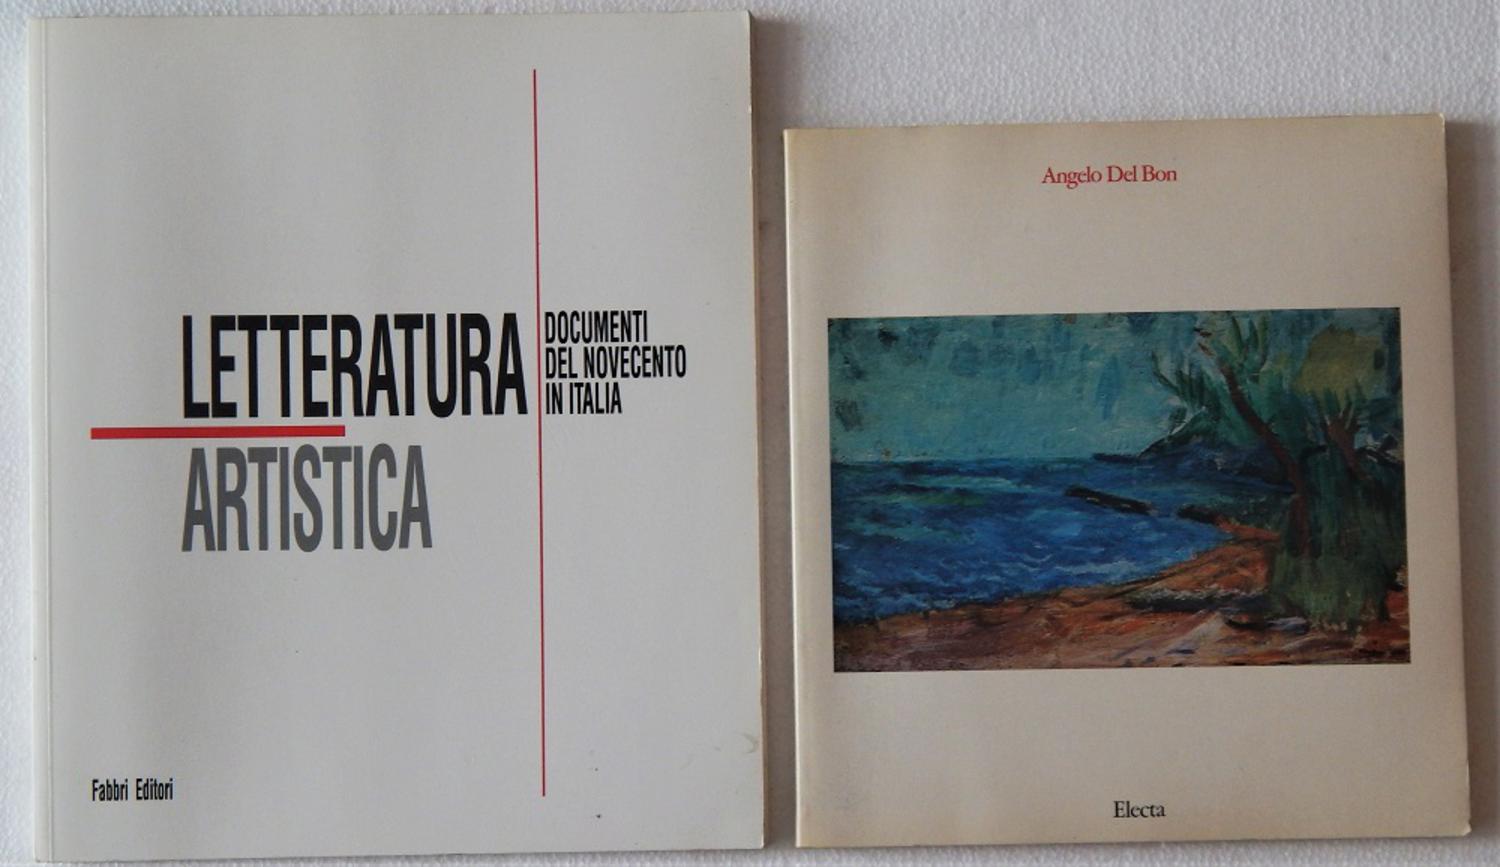 LETTERATURA
ARTISTICA
DOCUMENTI
DEL NOVECENTO
IN ITALIA
Fabbri Editori
Angelo Del Bon
Electa